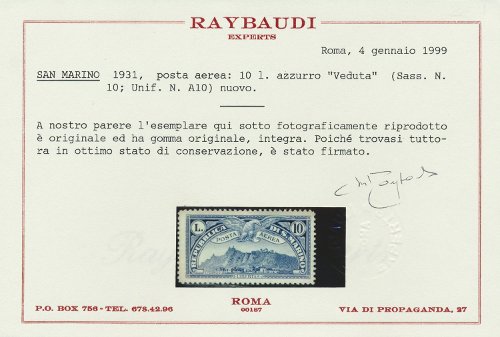 RAYBAUDI
EXPERTS
Roma, 4 gennaio 1999
SAN MARINO 1931, posta aerea: 10 l. azzurro "Veduta" (Sass. N.
10; Unif. N. A10) nuovo.
A nostro parere l'esemplare qui sotto fotograficamente riprodotto
è originale ed ha gomma originale, integra. Poiché trovasi tutto-
ra in ottimo stato di conservazione, è stato firmato.
L. 10
POSTA AEREA
REPUBBLICA DI S. MARINO
ROMA
00187
P.O. BOX 756 - TEL. 678.42.96
VIA DI PROPAGANDA, 27